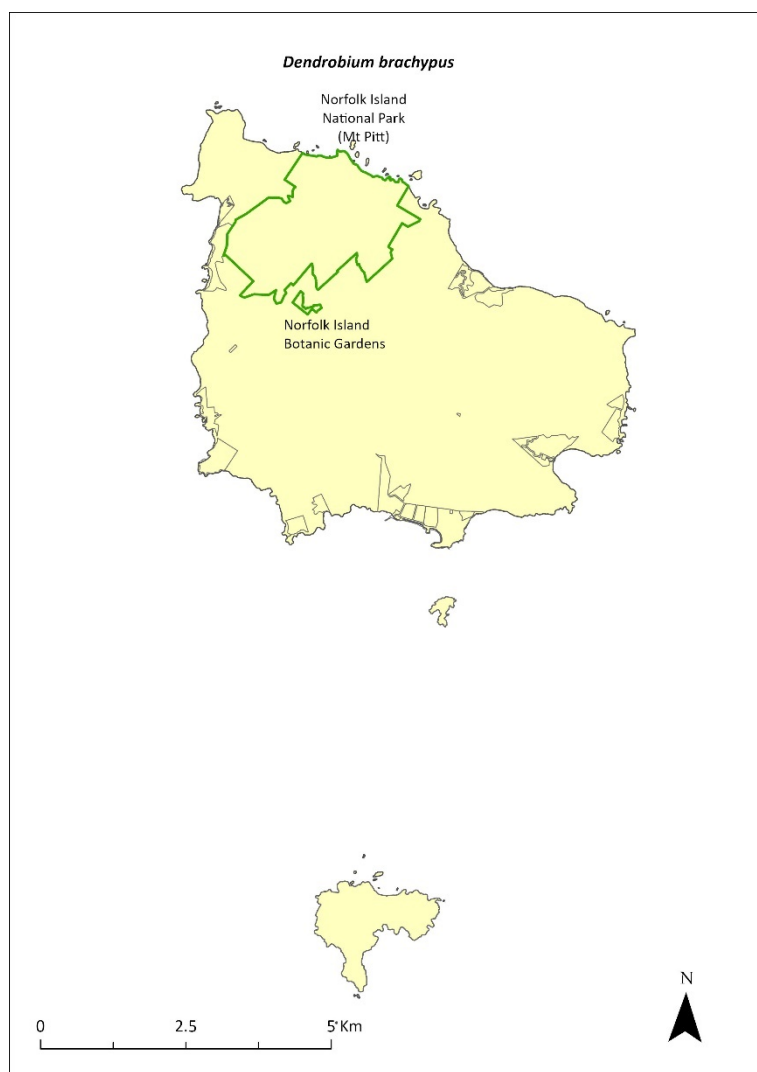 Dendrobium brachypus
Norfolk Island
National Park
(Mt Pitt)
Norfolk Island
Botanic Gardens
N
0
2.5
5 Km